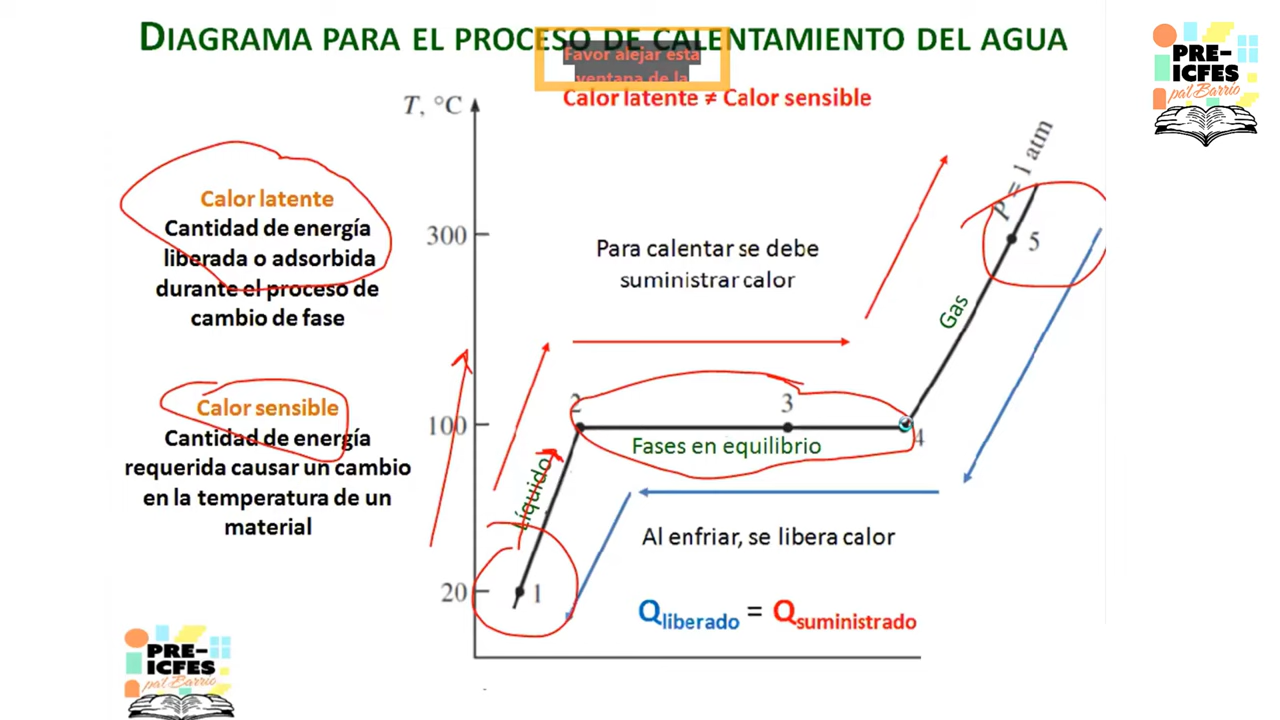 DIAGRAMA PARA EL PROCESO DE CALENTAMIENTO DEL AGUA
Favor alejar esta
ventana de la
Calor latente ≠ Calor sensible
PRE-
ICFES
pa'l Barrio
T, °C
300
100
20
Calor latente
Cantidad de energía
liberada o adsorbida
durante el proceso de
cambio de fase
Calor sensible
Cantidad de energía
requerida causar un cambio
en la temperatura de un
material
Para calentar se debe
suministrar calor
P = 1 atm
5
Gas
2
3
4
Fases en equilibrio
Líquido
1
Al enfriar, se libera calor
Qliberado = Qsuministrado
PRE-
ICFES
pa'l Barrio